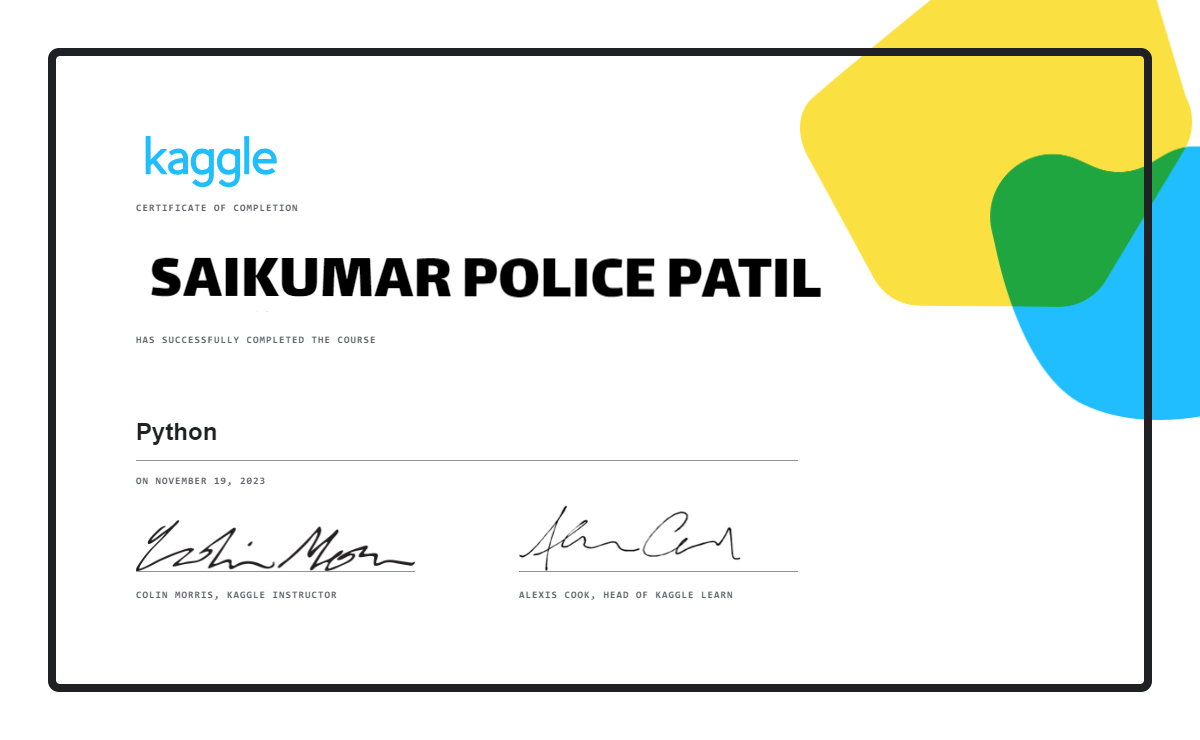 kaggle
CERTIFICATE OF COMPLETION
SAIKUMAR POLICE PATIL
HAS SUCCESSFULLY COMPLETED THE COURSE
Python
ON NOVEMBER 19, 2023
Colin Morris Alexis Cook
COLIN MORRIS, KAGGLE INSTRUCTOR ALEXIS COOK, HEAD OF KAGGLE LEARN